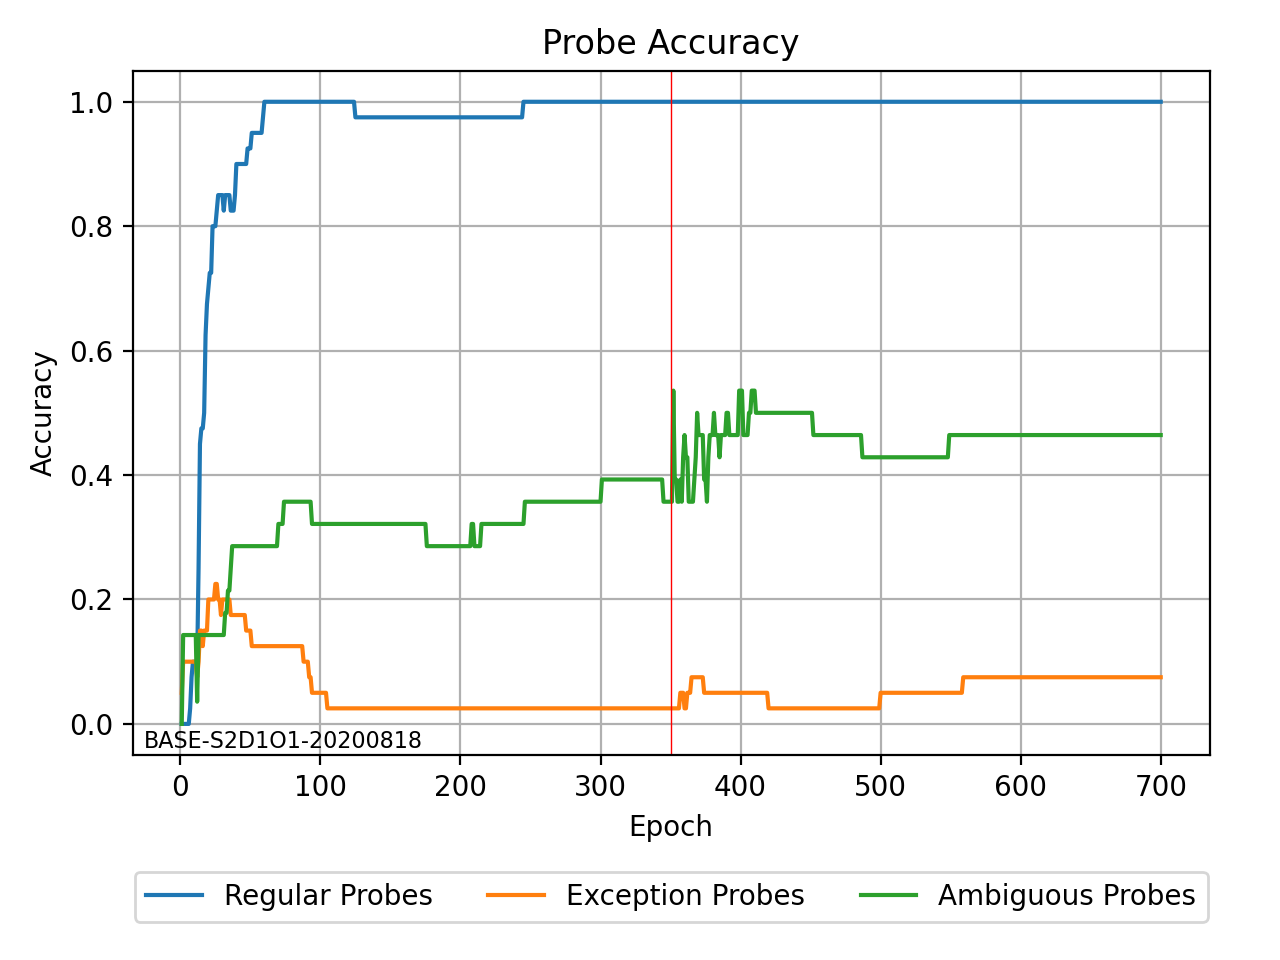 Probe Accuracy
1.0
0.8
0.6
0.4
0.2
0.0
Accuracy
BASE-S2D1O1-20200818
0 100 200 300 400 500 600 700
Epoch
Regular Probes Exception Probes Ambiguous Probes